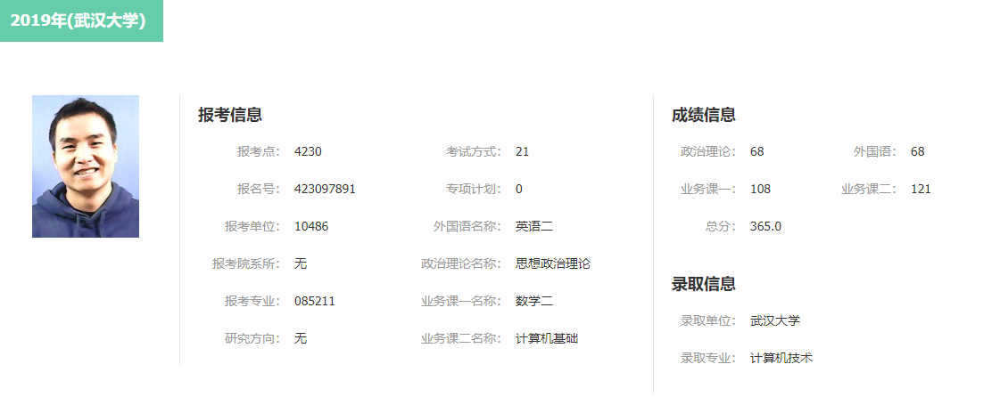 2019年(武汉大学)
报考信息
报考点： 4230 考试方式： 21
报名号： 423097891 专项计划： 0
报考单位： 10486 外国语名称： 英语二
报考院系所： 无 政治理论名称： 思想政治理论
报考专业： 085211 业务课一名称： 数学二
研究方向： 无 业务课二名称： 计算机基础
成绩信息
政治理论： 68 外国语： 68
业务课一： 108 业务课二： 121
总分： 365.0
录取信息
录取单位： 武汉大学
录取专业： 计算机技术